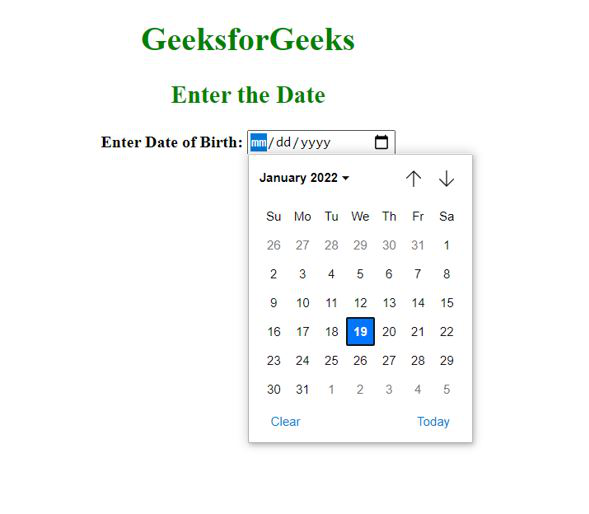 GeeksforGeeks
Enter the Date
Enter Date of Birth: mm/dd/yyyy
January 2022
Su Mo Tu We Th Fr Sa
26 27 28 29 30 31 1
2 3 4 5 6 7 8
9 10 11 12 13 14 15
16 17 18 19 20 21 22
23 24 25 26 27 28 29
30 31 1 2 3 4 5
Clear Today